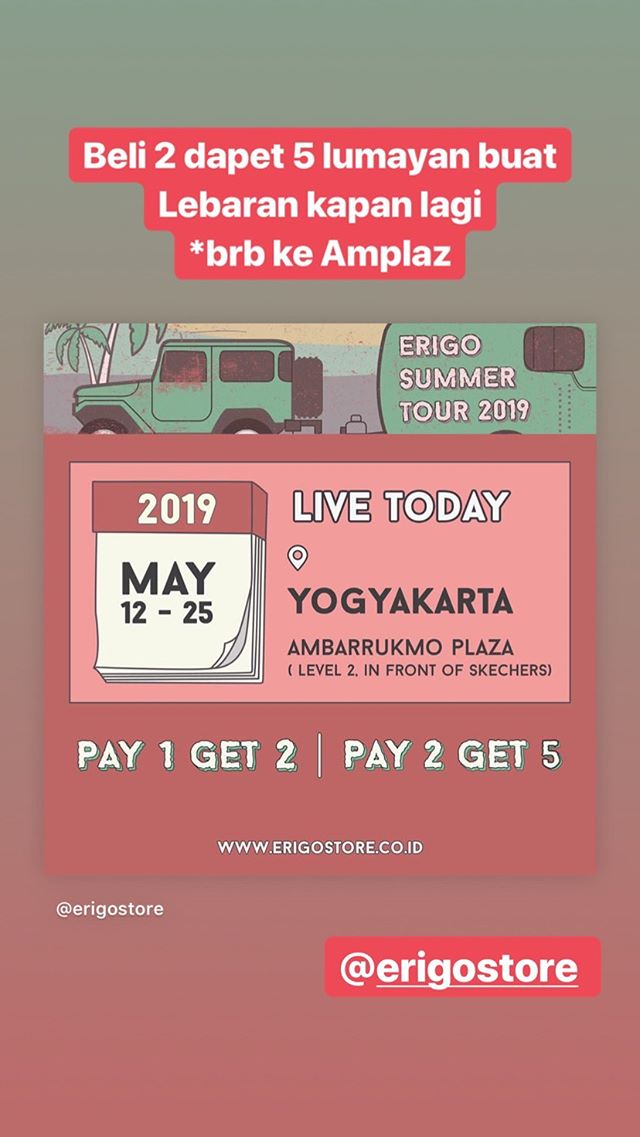 Beli 2 dapet 5 lumayan buat
Lebaran kapan lagi
*brb ke Amplaz
ERIGO
SUMMER
TOUR 2019
2019
MAY
12 - 25
LIVE TODAY
YOGYAKARTA
AMBARRUKMO PLAZA
( LEVEL 2, IN FRONT OF SKECHERS)
PAY 1 GET 2 | PAY 2 GET 5
WWW.ERIGOSTORE.CO.ID
@erigostore
@erigostore